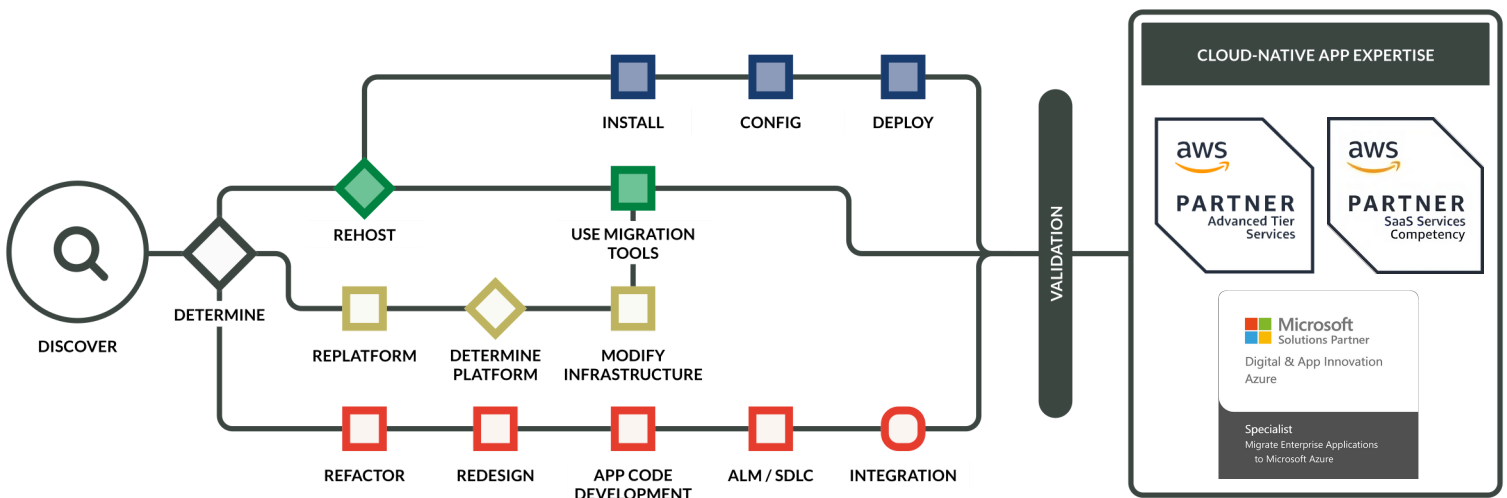 CLOUD-NATIVE APP EXPERTISE
INSTALL
CONFIG
DEPLOY
aws
PARTNER
Advanced Tier
Services
aws
PARTNER
SaaS Services
Competency
REHOST
USE MIGRATION
TOOLS
VALIDATION
DETERMINE
DISCOVER
REPLATFORM
DETERMINE
PLATFORM
MODIFY
INFRASTRUCTURE
Microsoft
Solutions Partner
Digital & App Innovation
Azure
Specialist
Migrate Enterprise Applications
to Microsoft Azure
REFACTOR
REDESIGN
APP CODE
DEVELOPMENT
ALM / SDLC
INTEGRATION